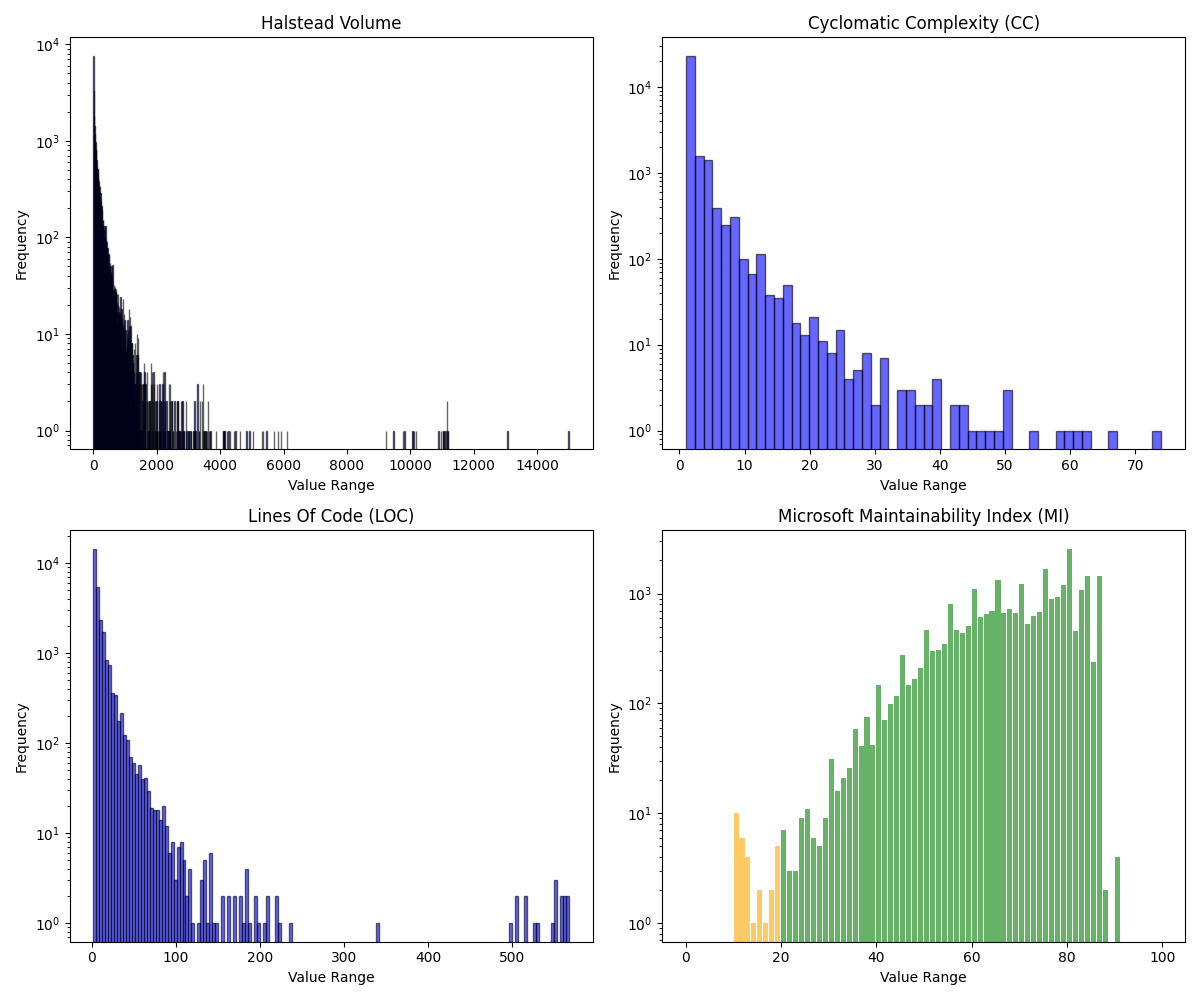 Halstead Volume
Frequency
10^4
10^3
10^2
10^1
10^0
0 2000 4000 6000 8000 10000 12000 14000
Value Range
Cyclomatic Complexity (CC)
Frequency
10^4
10^3
10^2
10^1
10^0
0 10 20 30 40 50 60 70
Value Range
Lines Of Code (LOC)
Frequency
10^4
10^3
10^2
10^1
10^0
0 100 200 300 400 500
Value Range
Microsoft Maintainability Index (MI)
Frequency
10^3
10^2
10^1
10^0
0 20 40 60 80 100
Value Range